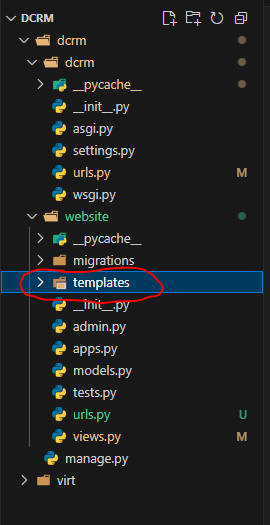 DCRM
dcrm
dcrm
__pycache__
__init__.py
asgi.py
settings.py
urls.py M
wsgi.py
website
__pycache__
migrations
templates
__init__.py
admin.py
apps.py
models.py
tests.py
urls.py U
views.py M
manage.py
virt